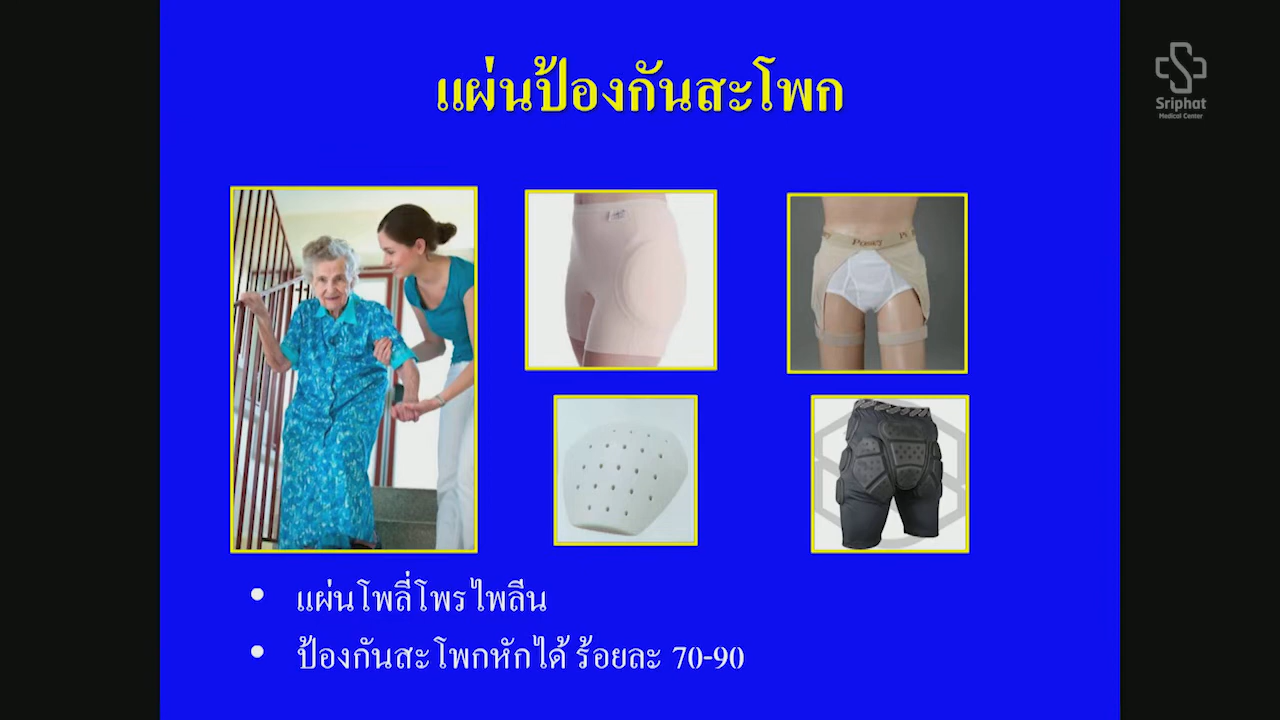 แผ่นป้องกันสะโพก
Sriphat
Medical Center
Posey
• แผ่นโพลี่โพรไพลีน
• ป้องกันสะโพกหักได้ ร้อยละ 70-90